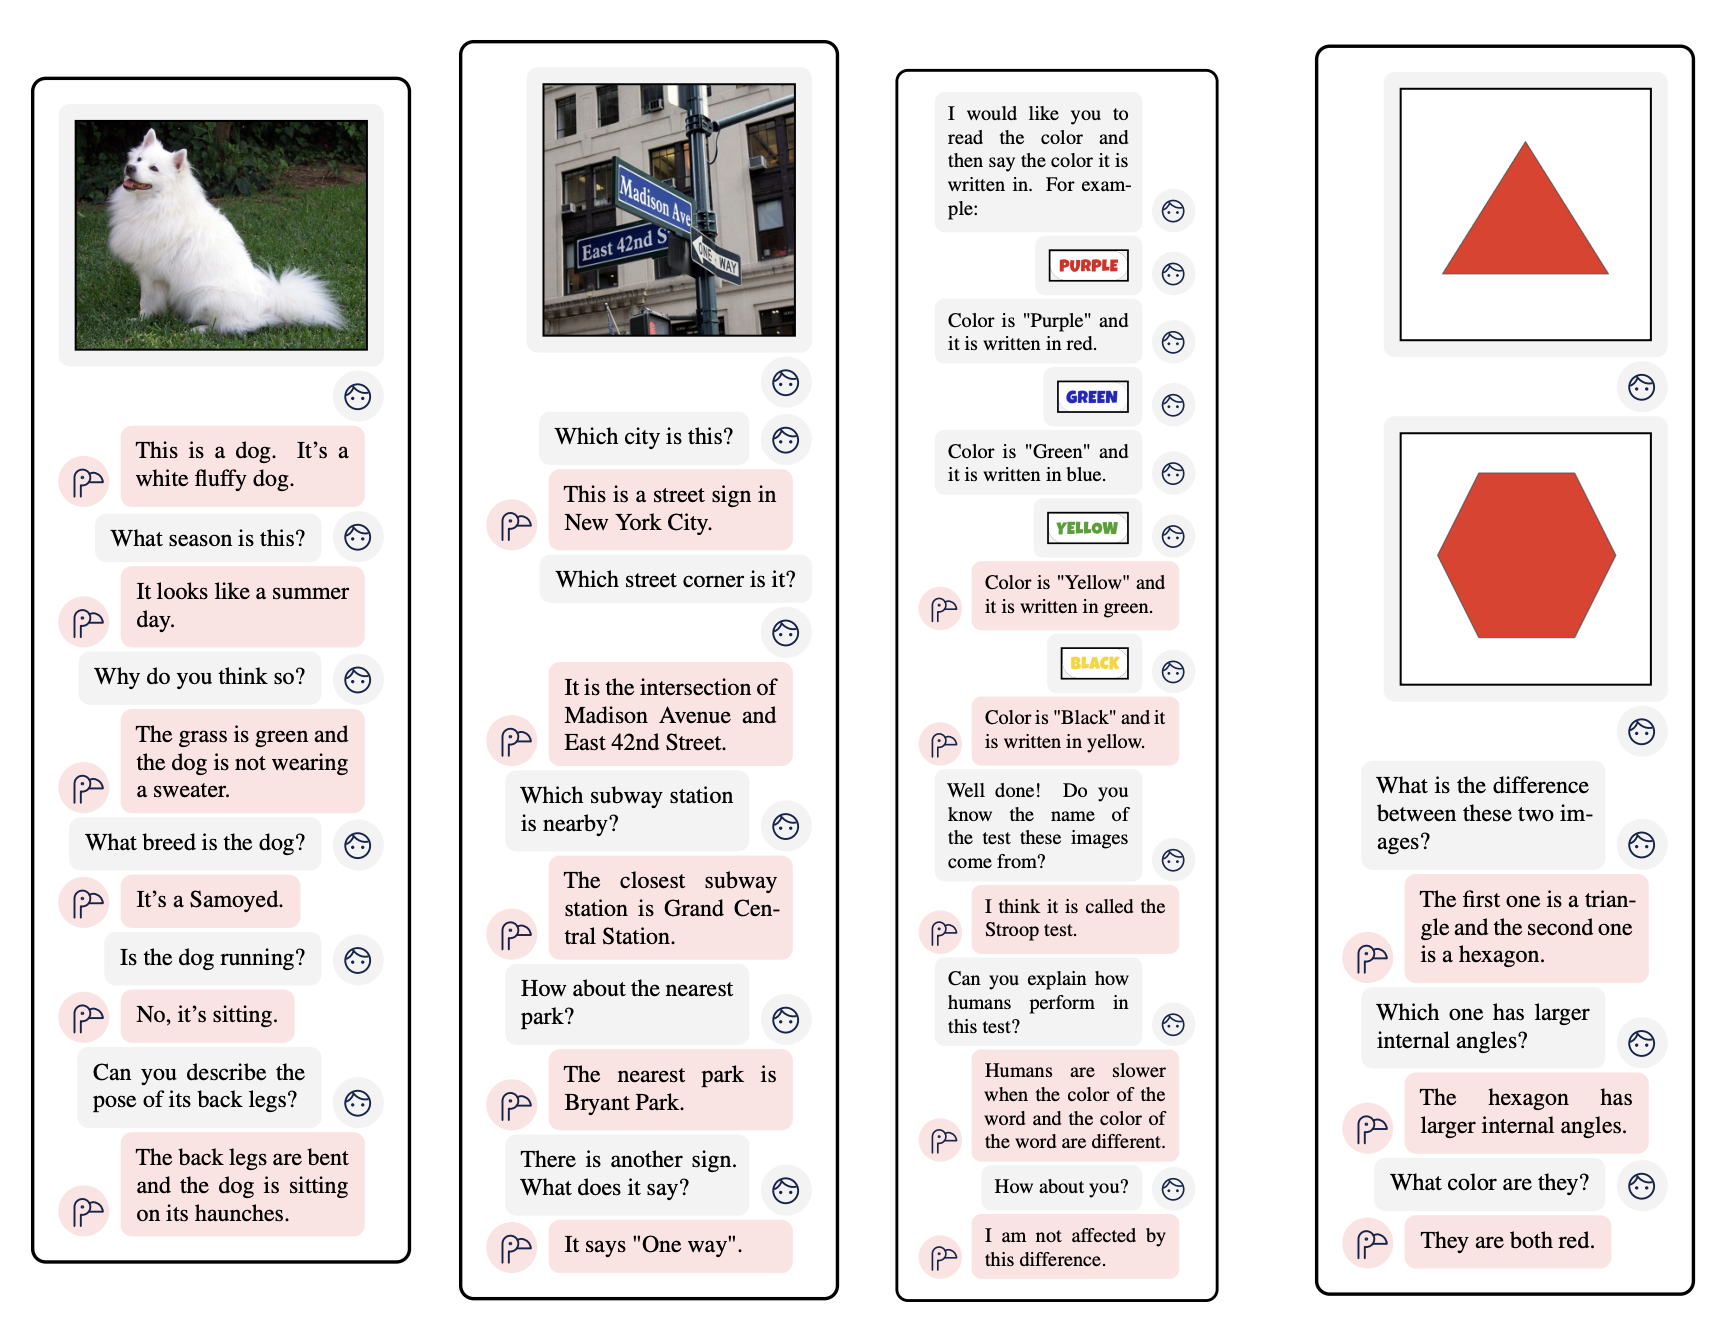 This is a dog. It's a
white fluffy dog.
What season is this?
It looks like a summer
day.
Why do you think so?
The grass is green and
the dog is not wearing
a sweater.
What breed is the dog?
It's a Samoyed.
Is the dog running?
No, it's sitting.
Can you describe the
pose of its back legs?
The back legs are bent
and the dog is sitting
on its haunches.
Madison Ave
East 42nd S
ONE WAY
Which city is this?
This is a street sign in
New York City.
Which street corner is it?
It is the intersection of
Madison Avenue and
East 42nd Street.
Which subway station
is nearby?
The closest subway
station is Grand Cen-
tral Station.
How about the nearest
park?
The nearest park is
Bryant Park.
There is another sign.
What does it say?
It says "One way".
I would like you to
read the color and
then say the color it is
written in. For exam-
ple:
PURPLE
Color is "Purple" and
it is written in red.
GREEN
Color is "Green" and
it is written in blue.
YELLOW
Color is "Yellow" and
it is written in green.
BLACK
Color is "Black" and it
is written in yellow.
Well done! Do you
know the name of
the test these images
come from?
I think it is called the
Stroop test.
Can you explain how
humans perform in
this test?
Humans are slower
when the color of the
word and the color of
the word are different.
How about you?
I am not affected by
this difference.
What is the difference
between these two im-
ages?
The first one is a trian-
gle and the second one
is a hexagon.
Which one has larger
internal angles?
The hexagon has
larger internal angles.
What color are they?
They are both red.